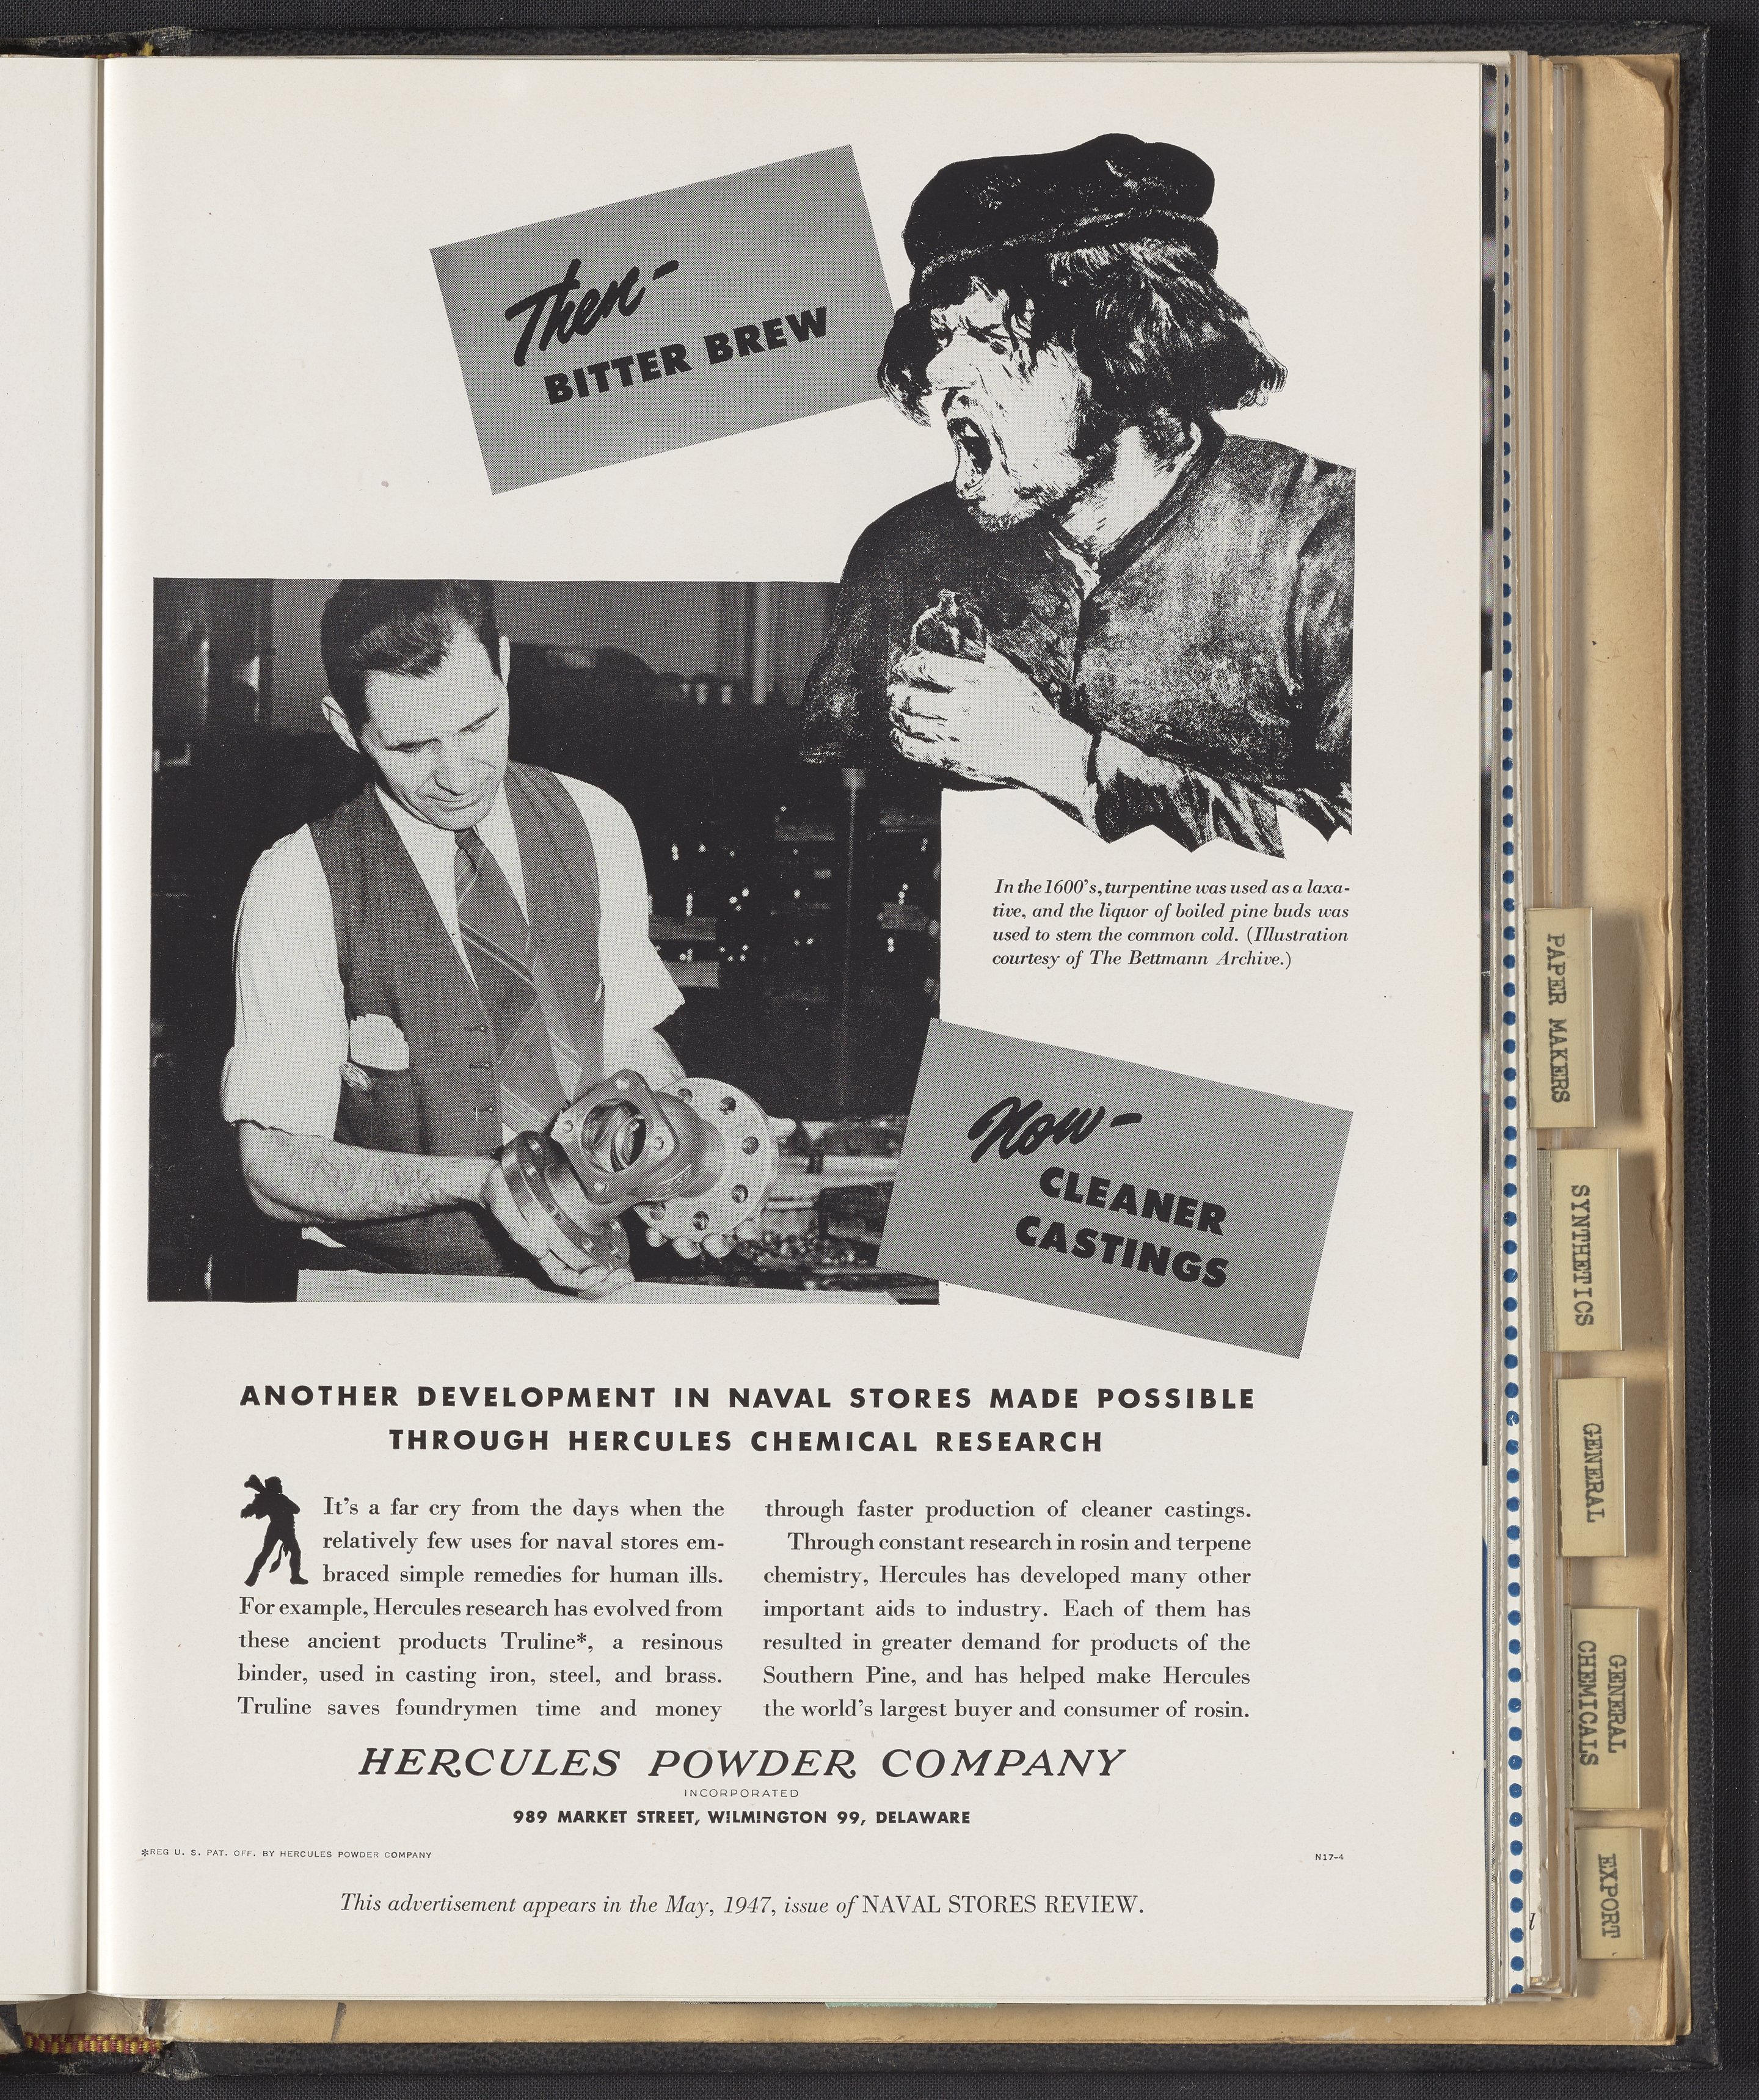 Then-
BITTER BREW
In the 1600's, turpentine was used as a laxa-
tive, and the liquor of boiled pine buds was
used to stem the common cold. (Illustration
courtesy of The Bettmann Archive.)
Now-
CLEANER
CASTINGS
ANOTHER DEVELOPMENT IN NAVAL STORES MADE POSSIBLE
THROUGH HERCULES CHEMICAL RESEARCH
It's a far cry from the days when the
relatively few uses for naval stores em-
braced simple remedies for human ills.
For example, Hercules research has evolved from
these ancient products Truline*, a resinous
binder, used in casting iron, steel, and brass.
Truline saves foundrymen time and money
through faster production of cleaner castings.
Through constant research in rosin and terpene
chemistry, Hercules has developed many other
important aids to industry. Each of them has
resulted in greater demand for products of the
Southern Pine, and has helped make Hercules
the world's largest buyer and consumer of rosin.
HERCULES POWDER COMPANY
INCORPORATED
989 MARKET STREET, WILMINGTON 99, DELAWARE
*REG U. S. PAT. OFF. BY HERCULES POWDER COMPANY
N17-4
This advertisement appears in the May, 1947, issue of NAVAL STORES REVIEW.
PAPER MAKERS
SYNTHETICS
GENERAL
GENERAL
CHEMICALS
EXPORT